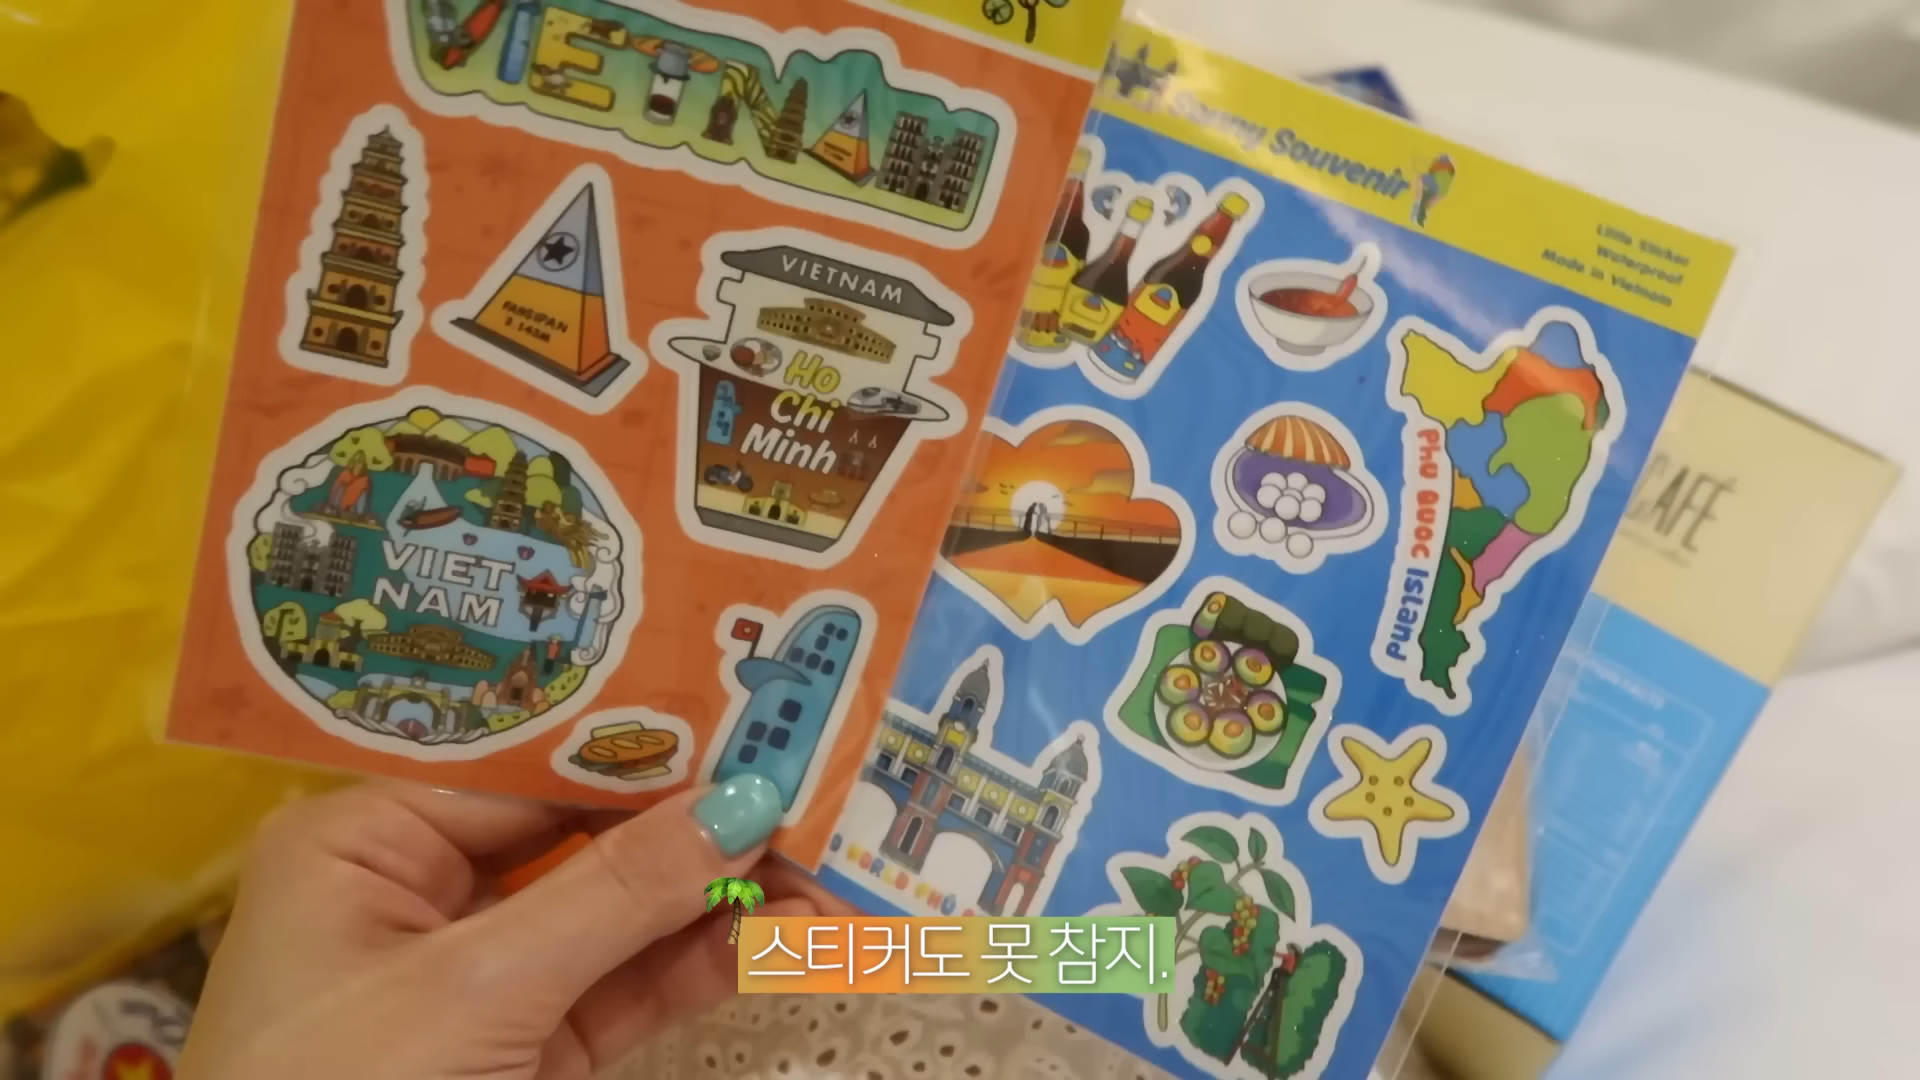 VIETNAM
Sunny Souvenir
Little Sticker
Waterproof
Made in Vietnam
FANSIPAN
3.143M
VIETNAM
Ho
Chi
Minh
VIET
NAM
Phu Quoc Island
CAFÉ
스티커도 못 참지.